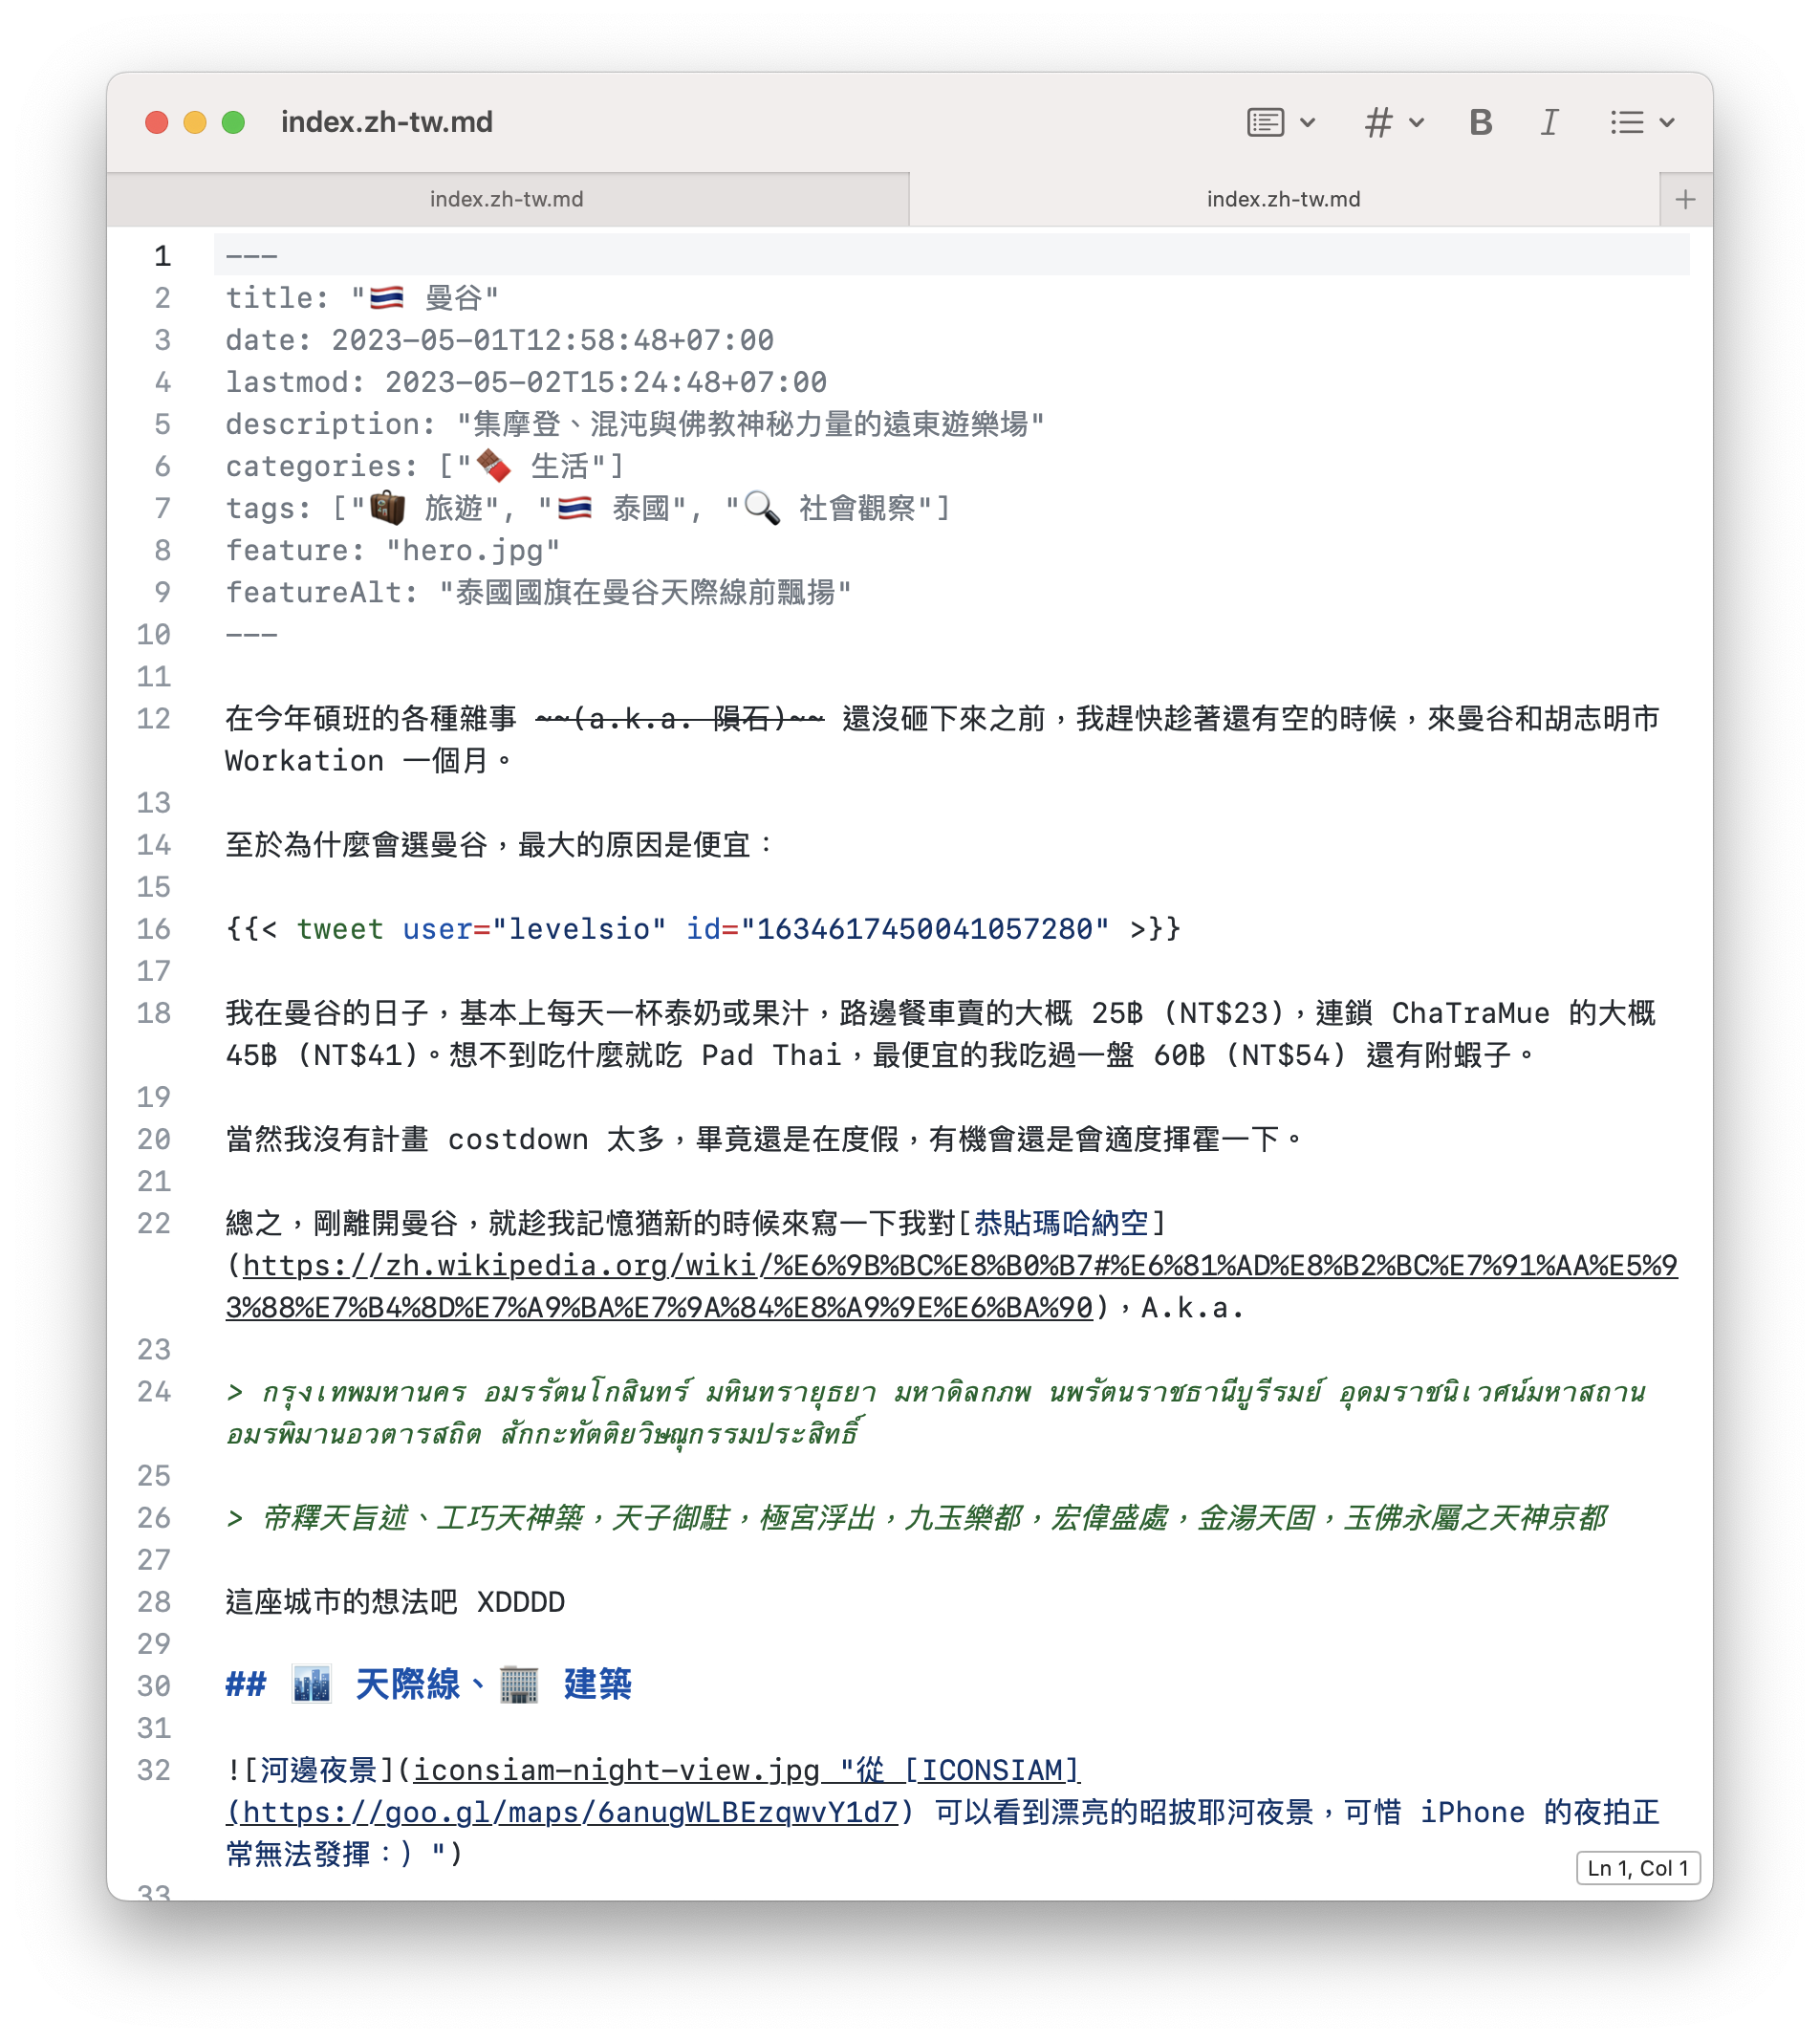 index.zh-tw.md
B I
index.zh-tw.md
index.zh-tw.md
1 ---
2 title: "🇹🇭 曼谷"
3 date: 2023-05-01T12:58:48+07:00
4 lastmod: 2023-05-02T15:24:48+07:00
5 description: "集摩登、混沌與佛教神秘力量的遠東遊樂場"
6 categories: ["🍫 生活"]
7 tags: ["🧳 旅遊", "🇹🇭 泰國", "🔍 社會觀察"]
8 feature: "hero.jpg"
9 featureAlt: "泰國國旗在曼谷天際線前飄揚"
10 ---
11
12 在今年碩班的各種雜事 ~~(a.k.a. 隕石)~~ 還沒砸下來之前，我趕快趁著還有空的時候，來曼谷和胡志明市
Workation 一個月。
13
14 至於為什麼會選曼谷，最大的原因是便宜：
15
16 {{< tweet user="levelsio" id="1634617450041057280" >}}
17
18 我在曼谷的日子，基本上每天一杯泰奶或果汁，路邊餐車賣的大概 25฿ (NT$23)，連鎖 ChaTraMue 的大概
45฿ (NT$41)。想不到吃什麼就吃 Pad Thai，最便宜的我吃過一盤 60฿ (NT$54) 還有附蝦子。
19
20 當然我沒有計畫 costdown 太多，畢竟還是在度假，有機會還是會適度揮霍一下。
21
22 總之，剛離開曼谷，就趁我記憶猶新的時候來寫一下我對[恭貼瑪哈納空]
(https://zh.wikipedia.org/wiki/%E6%9B%BC%E8%B0%B7#%E6%81%AD%E8%B2%BC%E7%91%AA%E5%9
3%88%E7%B4%8D%E7%A9%BA%E7%9A%84%E8%A9%9E%E6%BA%90)，A.k.a.
23
24 > กรุงเทพมหานคร อมรรัตนโกสินทร์ มหินทรายุธยา มหาดิลกภพ นพรัตนราชธานีบูรีรมย์ อุดมราชนิเวศน์มหาสถาน
อมรพิมานอวตารสถิต สักกะทัตติยวิษณุกรรมประสิทธิ์
25
26 > 帝釋天旨述、工巧天神築，天子御駐，極宮浮出，九玉樂都，宏偉盛處，金湯天固，玉佛永屬之天神京都
27
28 這座城市的想法吧 XDDDD
29
30 ## 🏙️ 天際線、🏢 建築
31
32 ![河邊夜景](iconsiam-night-view.jpg "從 [ICONSIAM]
(https://goo.gl/maps/6anugWLBEzqwvY1d7) 可以看到漂亮的昭披耶河夜景，可惜 iPhone 的夜拍正
常無法發揮：) ")
33
Ln 1, Col 1